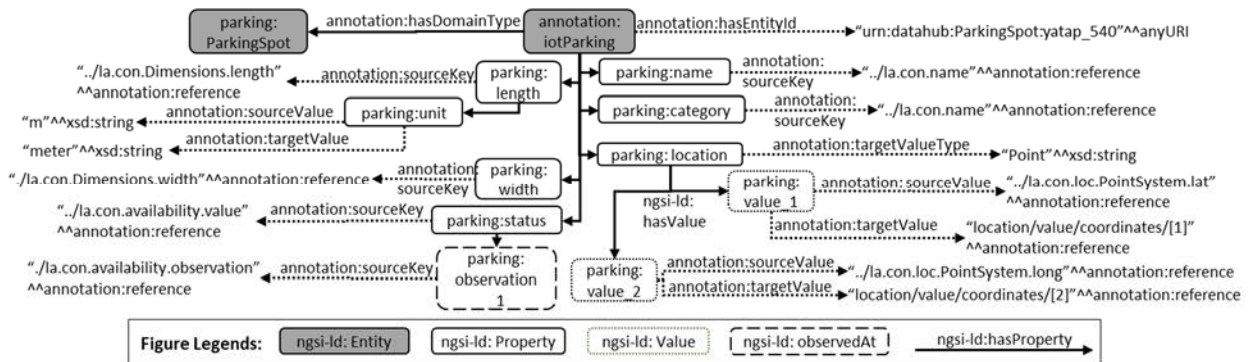 parking:
ParkingSpot
annotation:hasDomainType
annotation:
iotParking
annotation:hasEntityId
"urn:datahub:ParkingSpot:yatap_540"^^anyURI
"../la.con.Dimensions.length"
^^annotation:reference
annotation:sourceKey
parking:
length
parking:name
annotation:
sourceKey
"../la.con.name"^^annotation:reference
annotation:sourceValue
parking:unit
"m"^^xsd:string
parking:category
annotation:
sourceKey
"../la.con.name"^^annotation:reference
annotation:targetValue
"meter"^^xsd:string
parking:location
annotation:targetValueType
"Point"^^xsd:string
"./la.con.Dimensions.width"^^annotation:reference
annotation:
sourceKey
parking:
width
ngsi-ld:
hasValue
parking:
value_1
annotation:sourceValue
"../la.con.loc.PointSystem.lat"
^^annotation:reference
"../la.con.availability.value"
^^annotation:reference
annotation:sourceKey
parking:status
annotation:targetValue
"location/value/coordinates/[1]"
^^annotation:reference
"./la.con.availability.observation"
^^annotation:reference
annotation:sourceKey
parking:
observation
1
parking:
value_2
annotation:sourceValue
"../la.con.loc.PointSystem.long"^^annotation:reference
annotation:targetValue
"location/value/coordinates/[2]"^^annotation:reference
Figure Legends:
ngsi-ld: Entity
ngsi-ld: Property
ngsi-ld: Value
ngsi-ld: observedAt
ngsi-ld:hasProperty